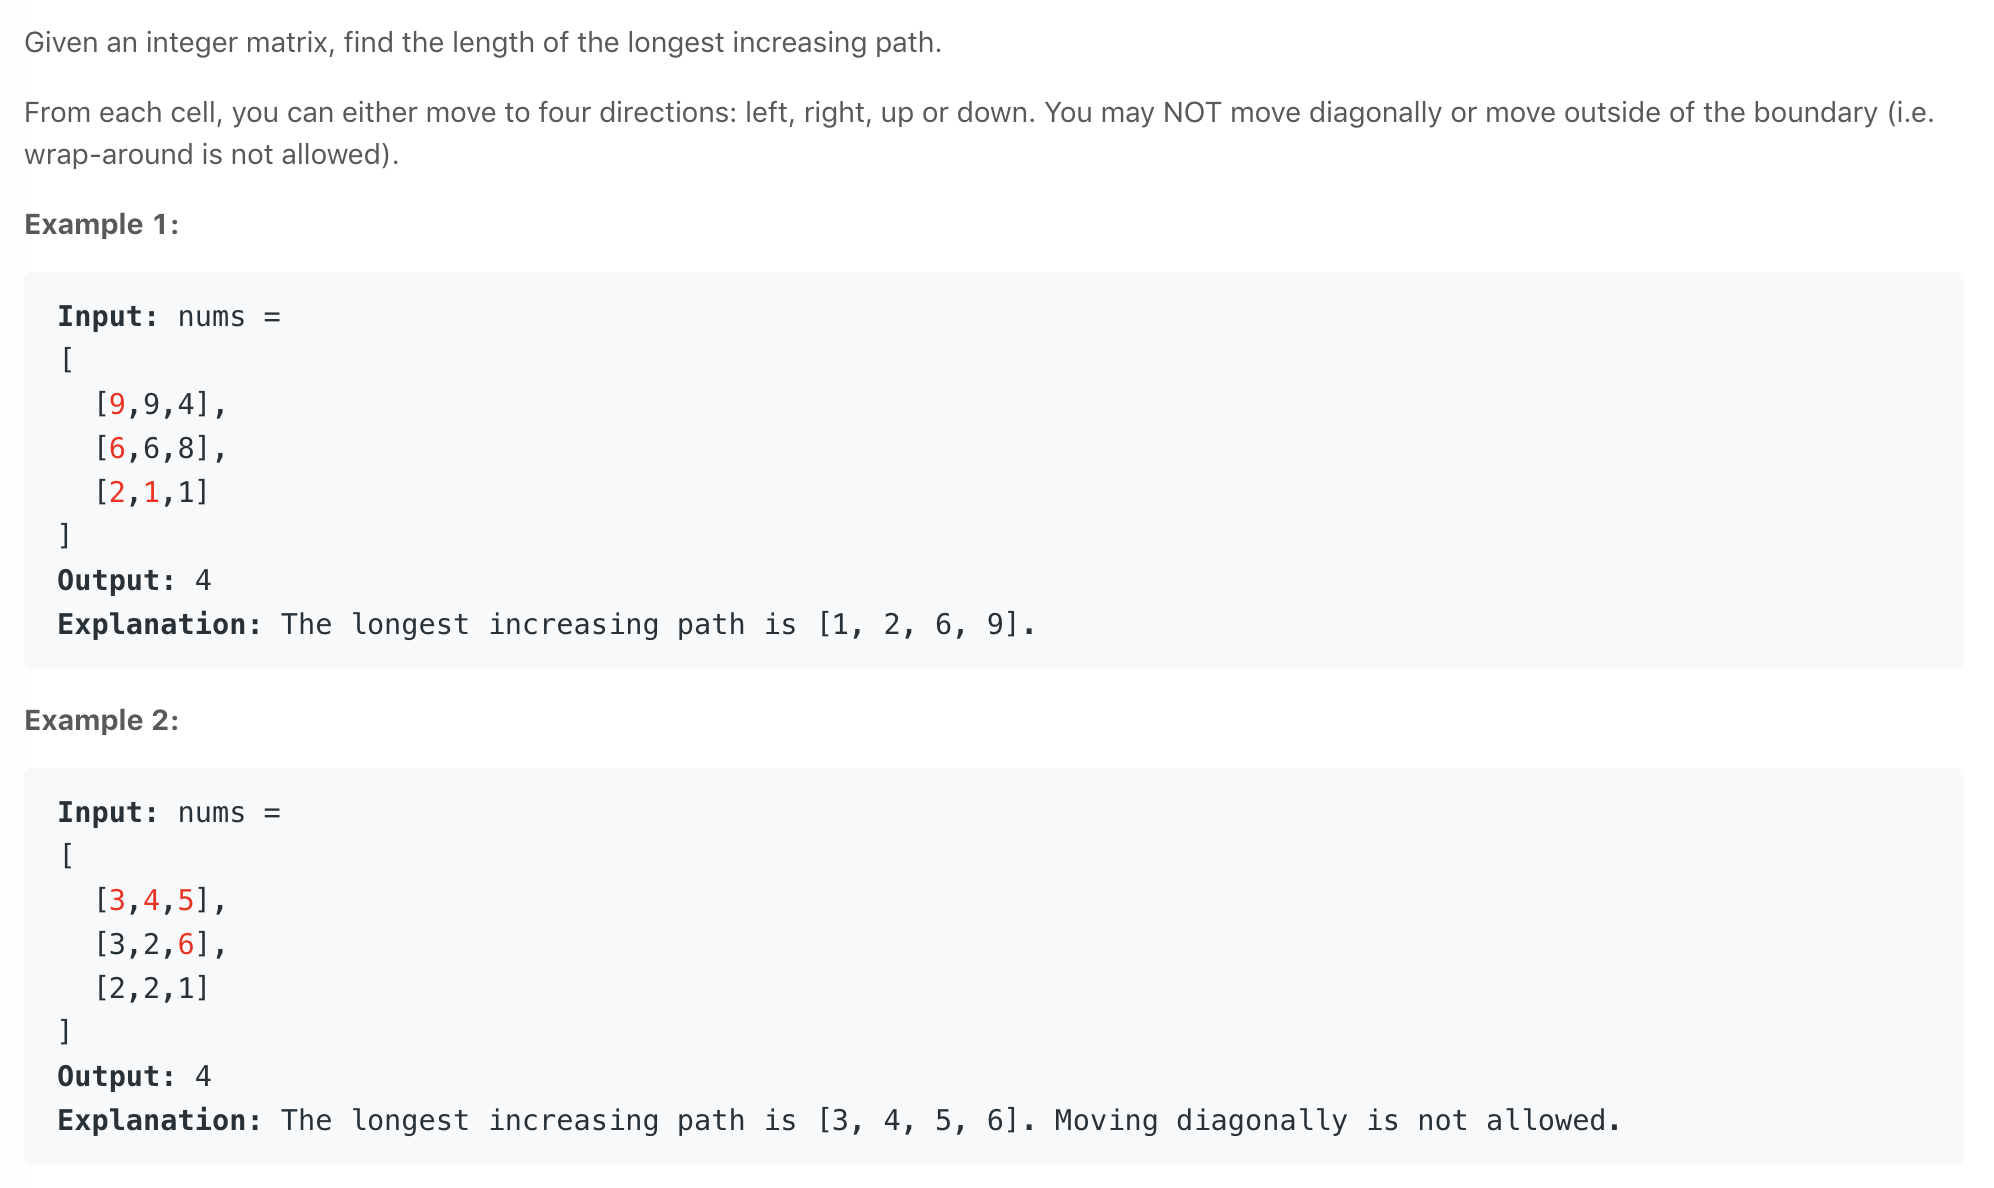 Given an integer matrix, find the length of the longest increasing path.
From each cell, you can either move to four directions: left, right, up or down. You may NOT move diagonally or move outside of the boundary (i.e.
wrap-around is not allowed).
Example 1:
Input: nums =
[
  [9,9,4],
  [6,6,8],
  [2,1,1]
]
Output: 4
Explanation: The longest increasing path is [1, 2, 6, 9].
Example 2:
Input: nums =
[
  [3,4,5],
  [3,2,6],
  [2,2,1]
]
Output: 4
Explanation: The longest increasing path is [3, 4, 5, 6]. Moving diagonally is not allowed.